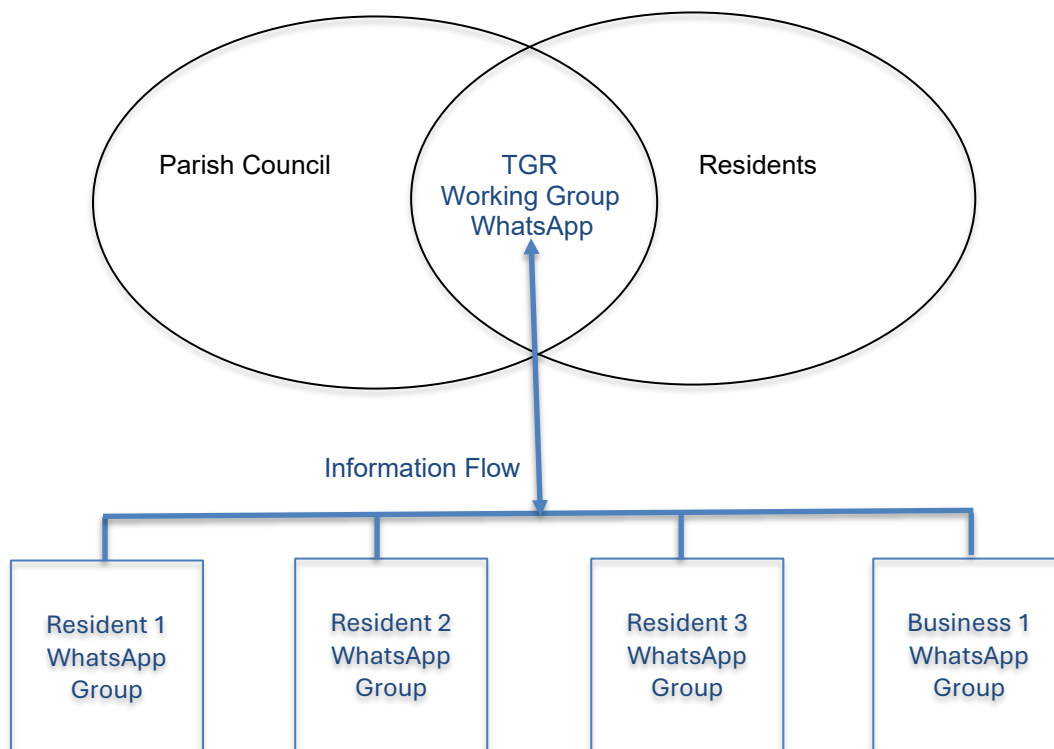 Parish Council
TGR
Working Group
WhatsApp
Residents
Information Flow
Resident 1
WhatsApp
Group
Resident 2
WhatsApp
Group
Resident 3
WhatsApp
Group
Business 1
WhatsApp
Group